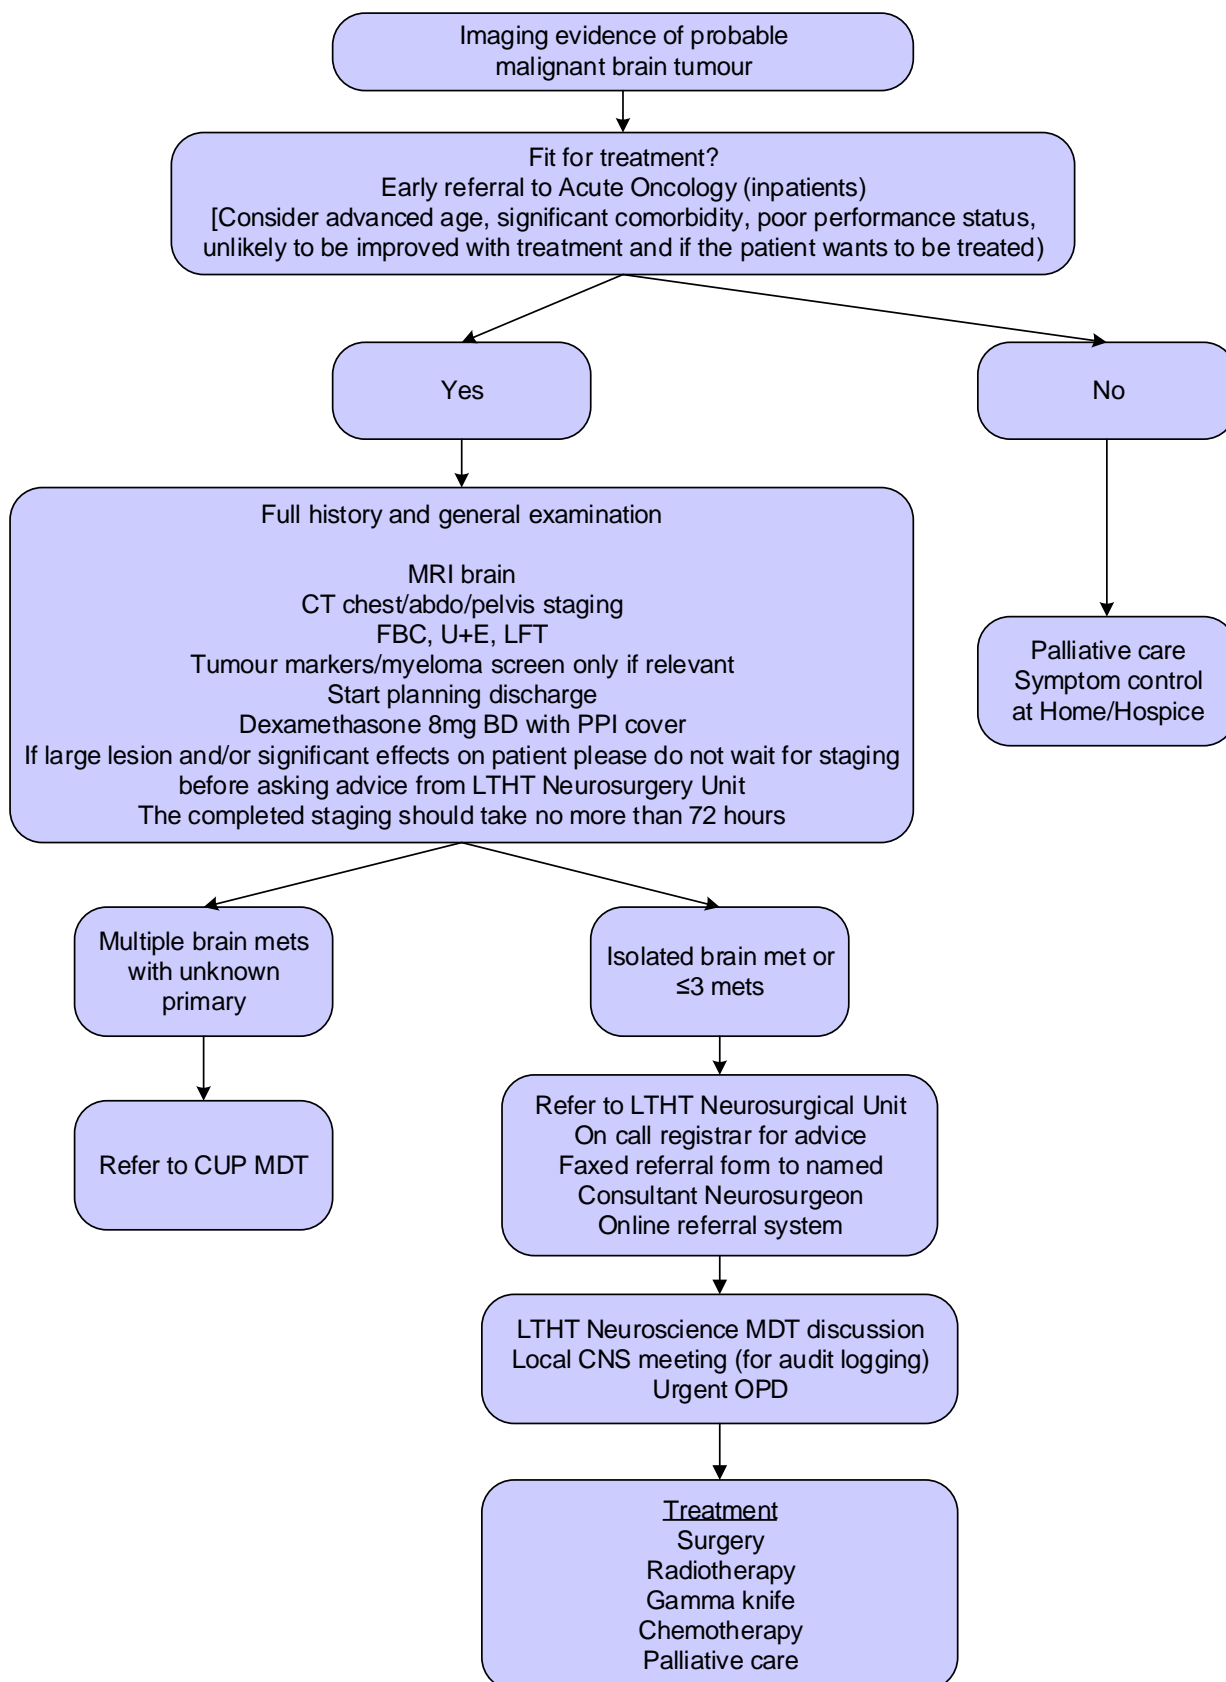 Imaging evidence of probable
malignant brain tumour
Fit for treatment?
Early referral to Acute Oncology (inpatients)
[Consider advanced age, significant comorbidity, poor performance status,
unlikely to be improved with treatment and if the patient wants to be treated)
Yes
No
Full history and general examination
MRI brain
CT chest/abdo/pelvis staging
FBC, U+E, LFT
Tumour markers/myeloma screen only if relevant
Start planning discharge
Dexamethasone 8mg BD with PPI cover
If large lesion and/or significant effects on patient please do not wait for staging
before asking advice from LTHT Neurosurgery Unit
The completed staging should take no more than 72 hours
Palliative care
Symptom control
at Home/Hospice
Multiple brain mets
with unknown
primary
Isolated brain met or
≤3 mets
Refer to CUP MDT
Refer to LTHT Neurosurgical Unit
On call registrar for advice
Faxed referral form to named
Consultant Neurosurgeon
Online referral system
LTHT Neuroscience MDT discussion
Local CNS meeting (for audit logging)
Urgent OPD
Treatment
Surgery
Radiotherapy
Gamma knife
Chemotherapy
Palliative care